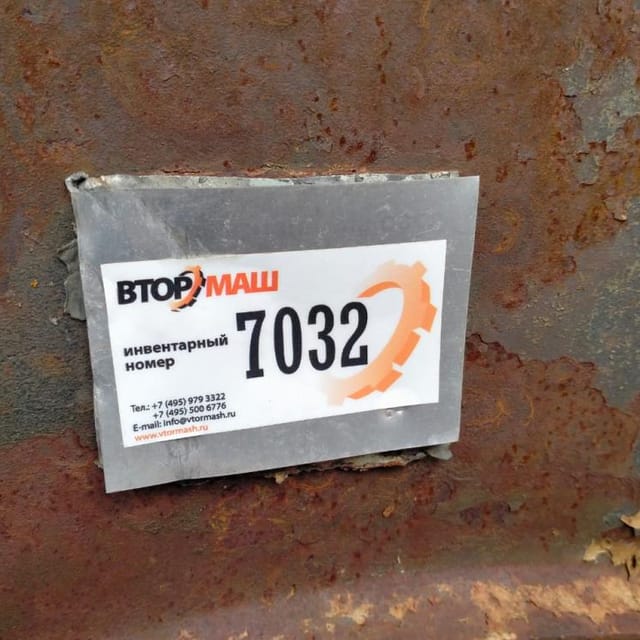 ВТОРМАШ
инвентарный
номер
7032
Тел.: +7 (495) 979 3322
+7 (495) 500 6776
E-mail: info@vtormash.ru
www.vtormash.ru